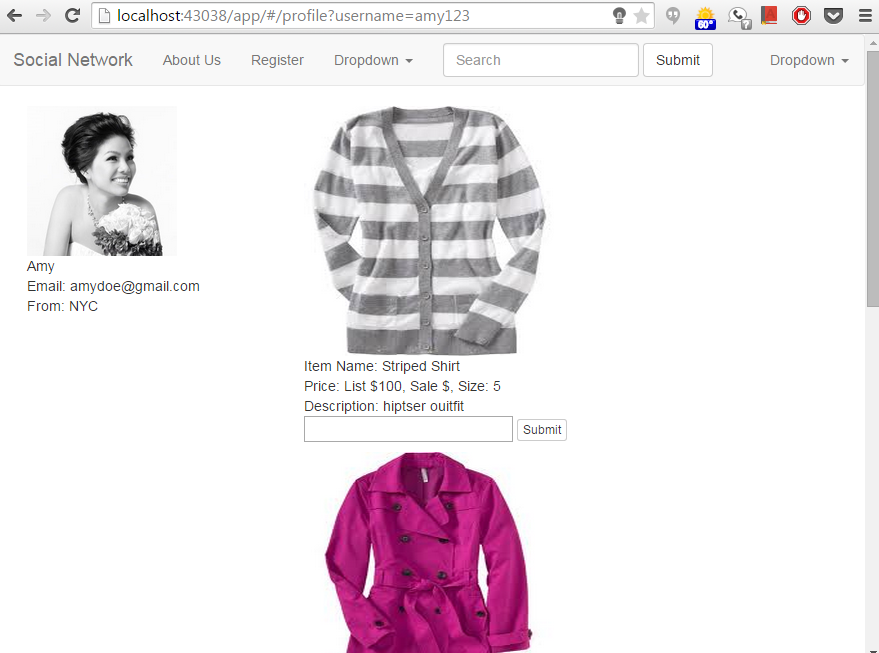 localhost:43038/app/#/profile?username=amy123
60°
?
Social Network About Us Register Dropdown Search Submit Dropdown
Amy
Email: amydoe@gmail.com
From: NYC
Item Name: Striped Shirt
Price: List $100, Sale $, Size: 5
Description: hiptser ouitfit
Submit